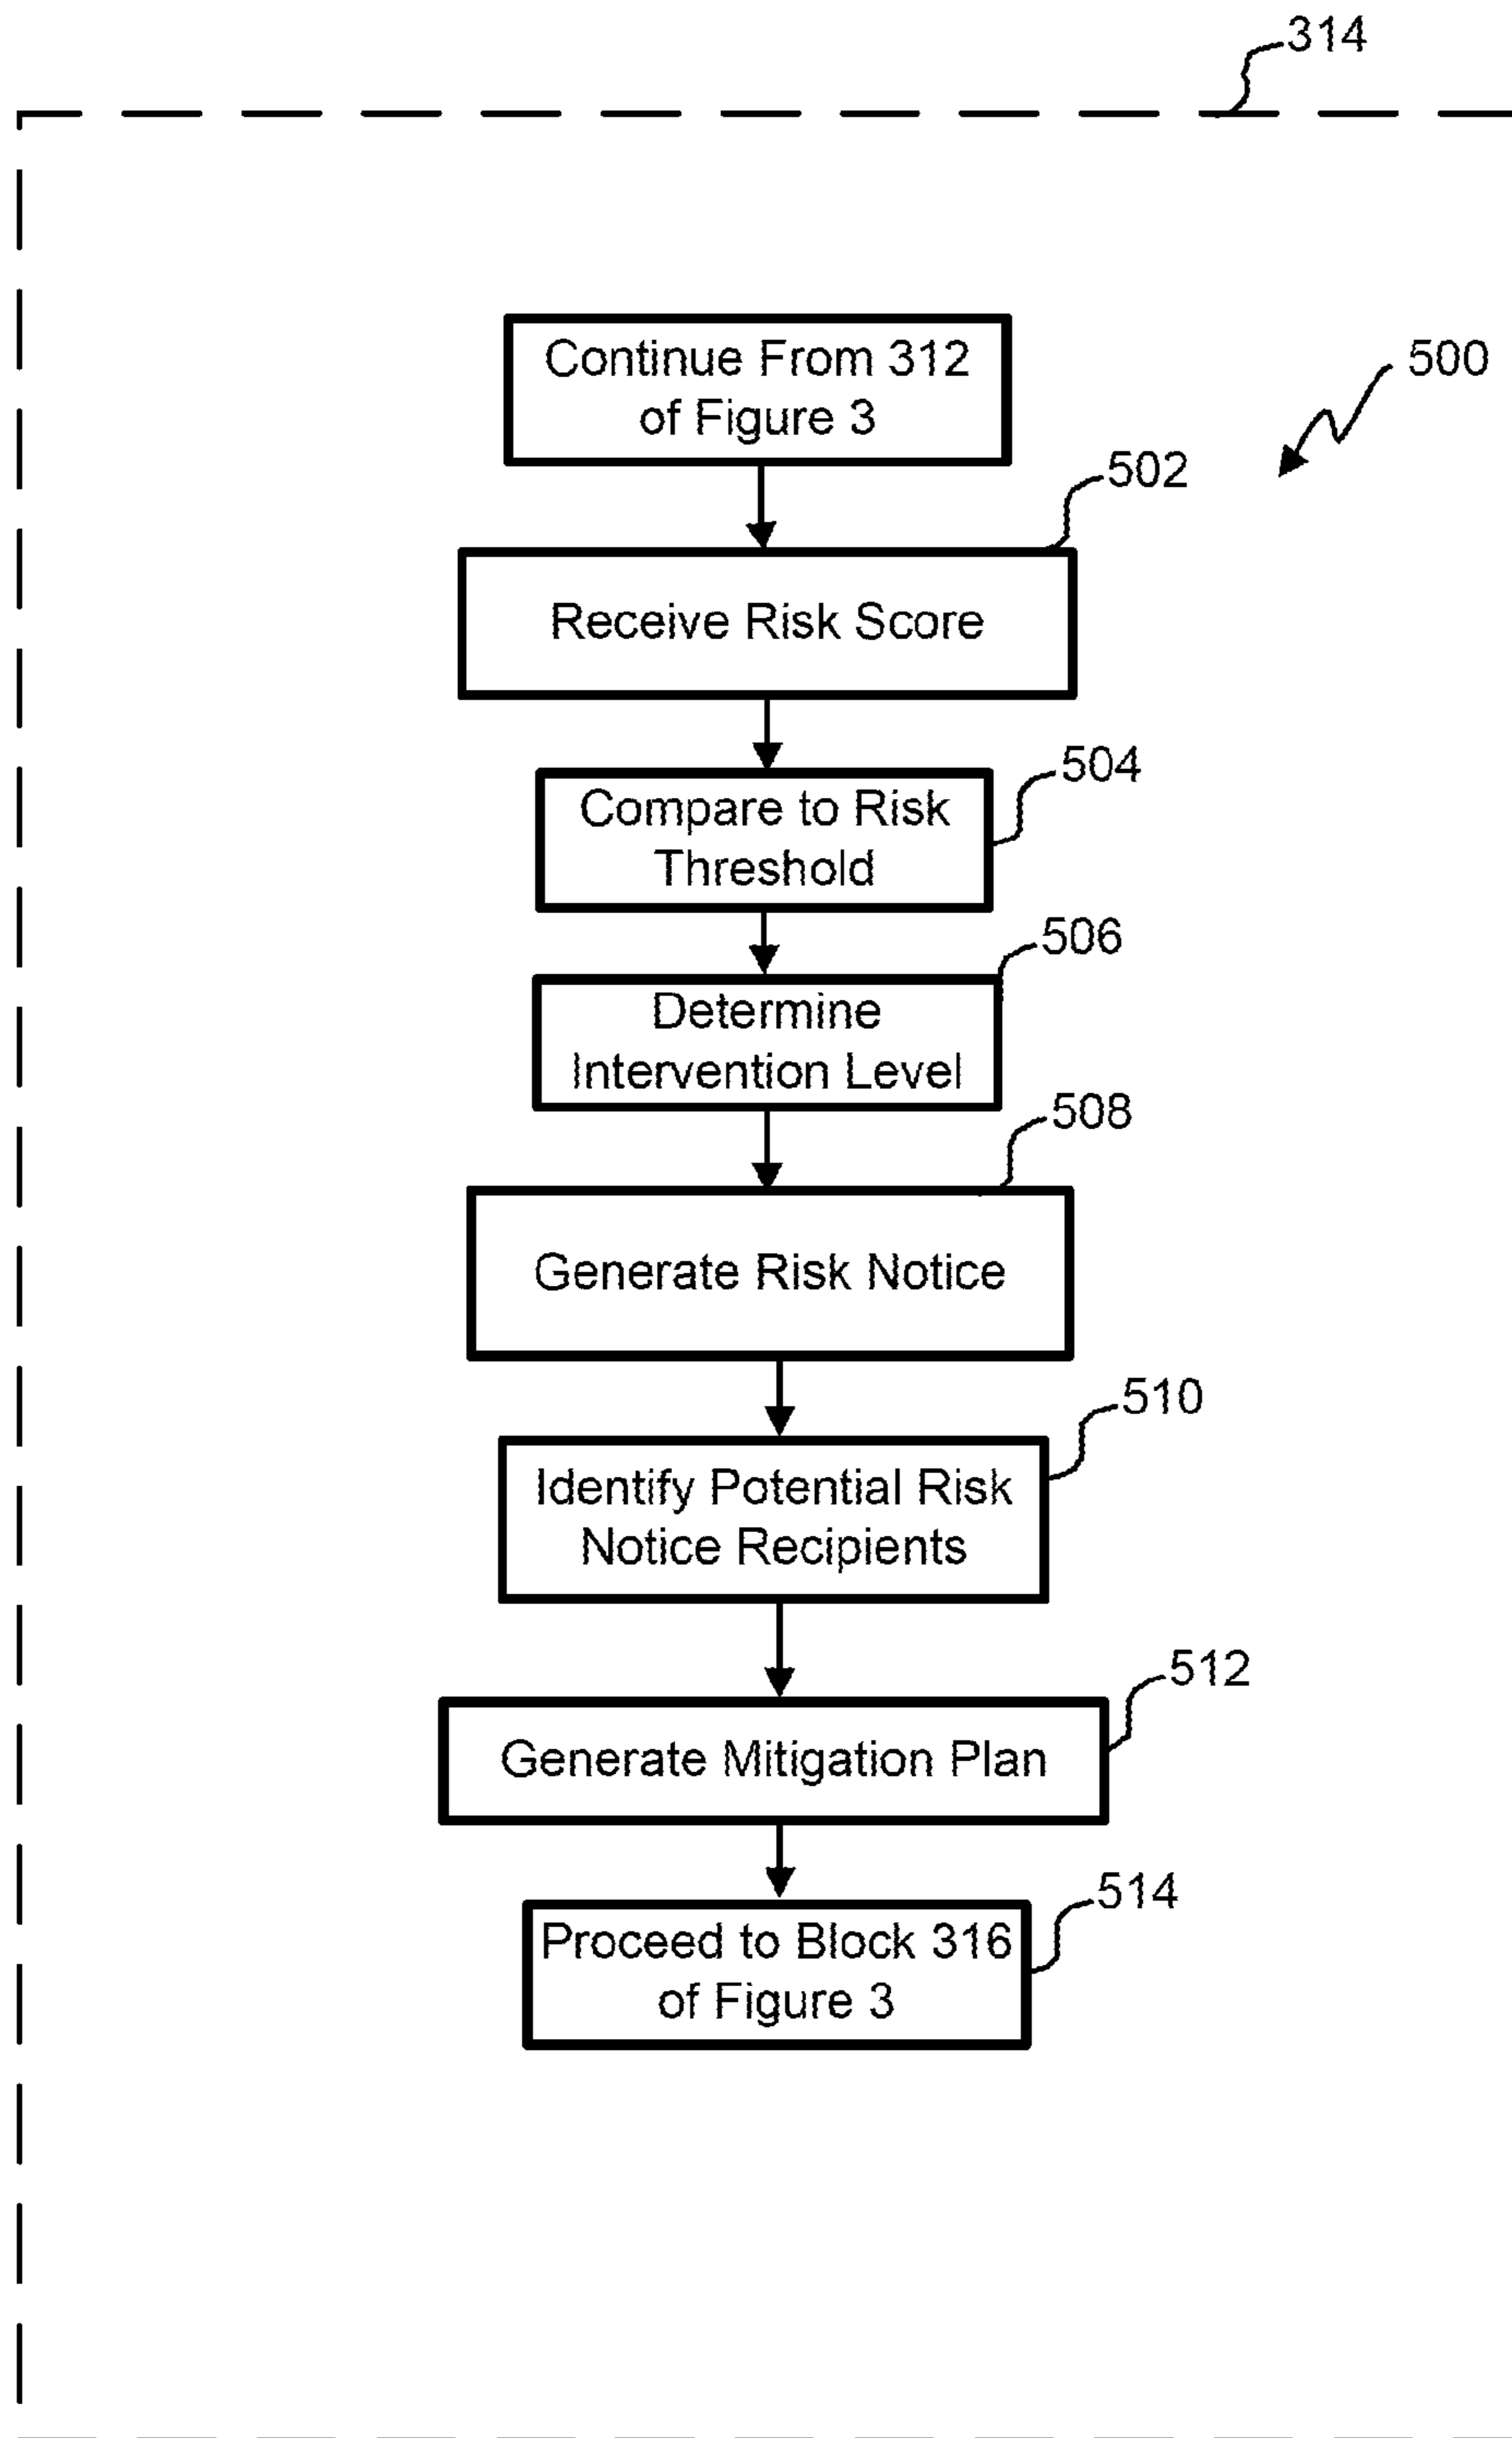 314
Continue From 312
of Figure 3
500
502
Receive Risk Score
504
Compare to Risk
Threshold
506
Determine
Intervention Level
508
Generate Risk Notice
510
Identify Potential Risk
Notice Recipients
512
Generate Mitigation Plan
514
Proceed to Block 316
of Figure 3